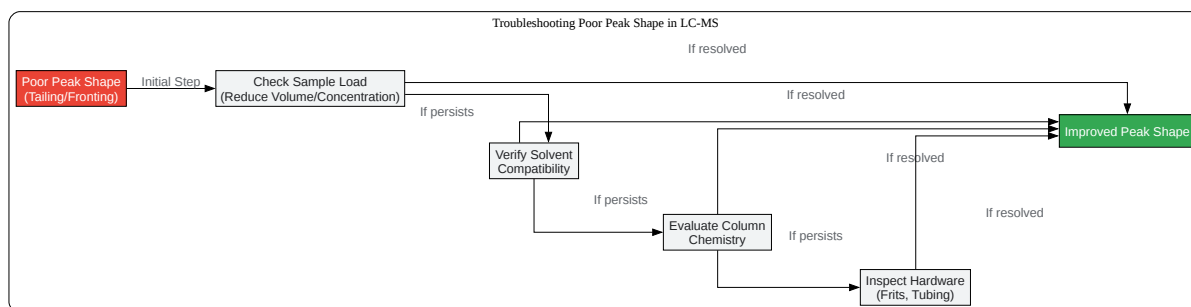 Troubleshooting Poor Peak Shape in LC-MS
If resolved
Poor Peak Shape
(Tailing/Fronting)
Initial Step
Check Sample Load
(Reduce Volume/Concentration)
If resolved
If persists
Improved Peak Shape
Verify Solvent
Compatibility
If resolved
If persists
Evaluate Column
Chemistry
If resolved
If persists
Inspect Hardware
(Frits, Tubing)